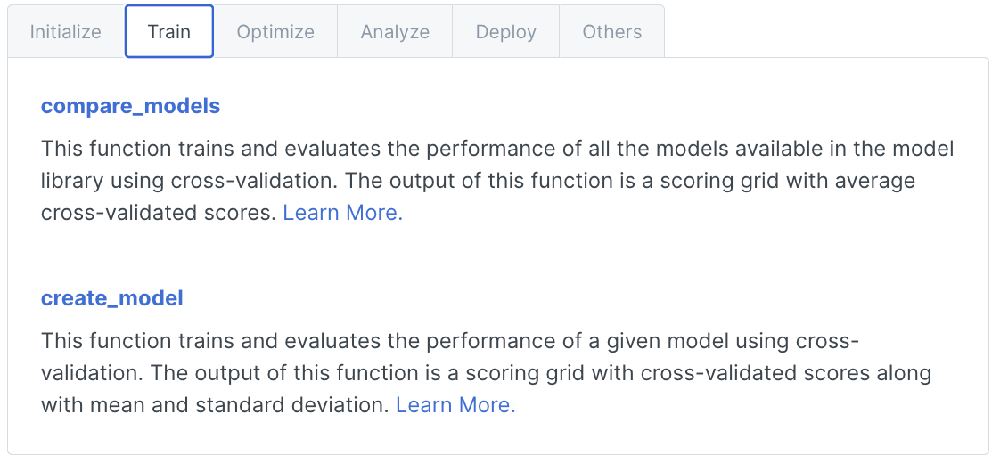 Initialize Train Optimize Analyze Deploy Others
compare_models
This function trains and evaluates the performance of all the models available in the model
library using cross-validation. The output of this function is a scoring grid with average
cross-validated scores. Learn More.
create_model
This function trains and evaluates the performance of a given model using cross-
validation. The output of this function is a scoring grid with cross-validated scores along
with mean and standard deviation. Learn More.